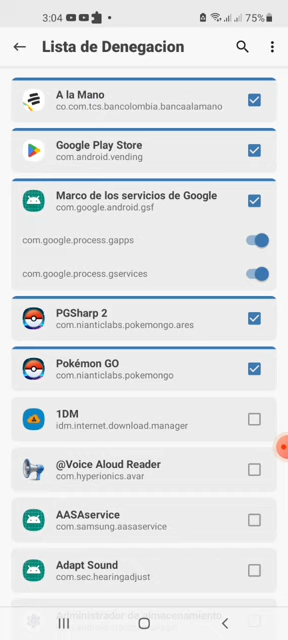 3:04
75%
Lista de Denegacion
A la Mano
co.com.tcs.bancolombia.bancaalamano
Google Play Store
com.android.vending
Marco de los servicios de Google
com.google.android.gsf
com.google.process.gapps
com.google.process.gservices
PGSharp 2
com.nianticlabs.pokemongo.ares
Pokémon GO
com.nianticlabs.pokemongo
1DM
idm.internet.download.manager
@Voice Aloud Reader
com.hyperionics.avar
AASAservice
com.samsung.aasaservice
Adapt Sound
com.sec.hearingadjust
Administrador de almacenamiento